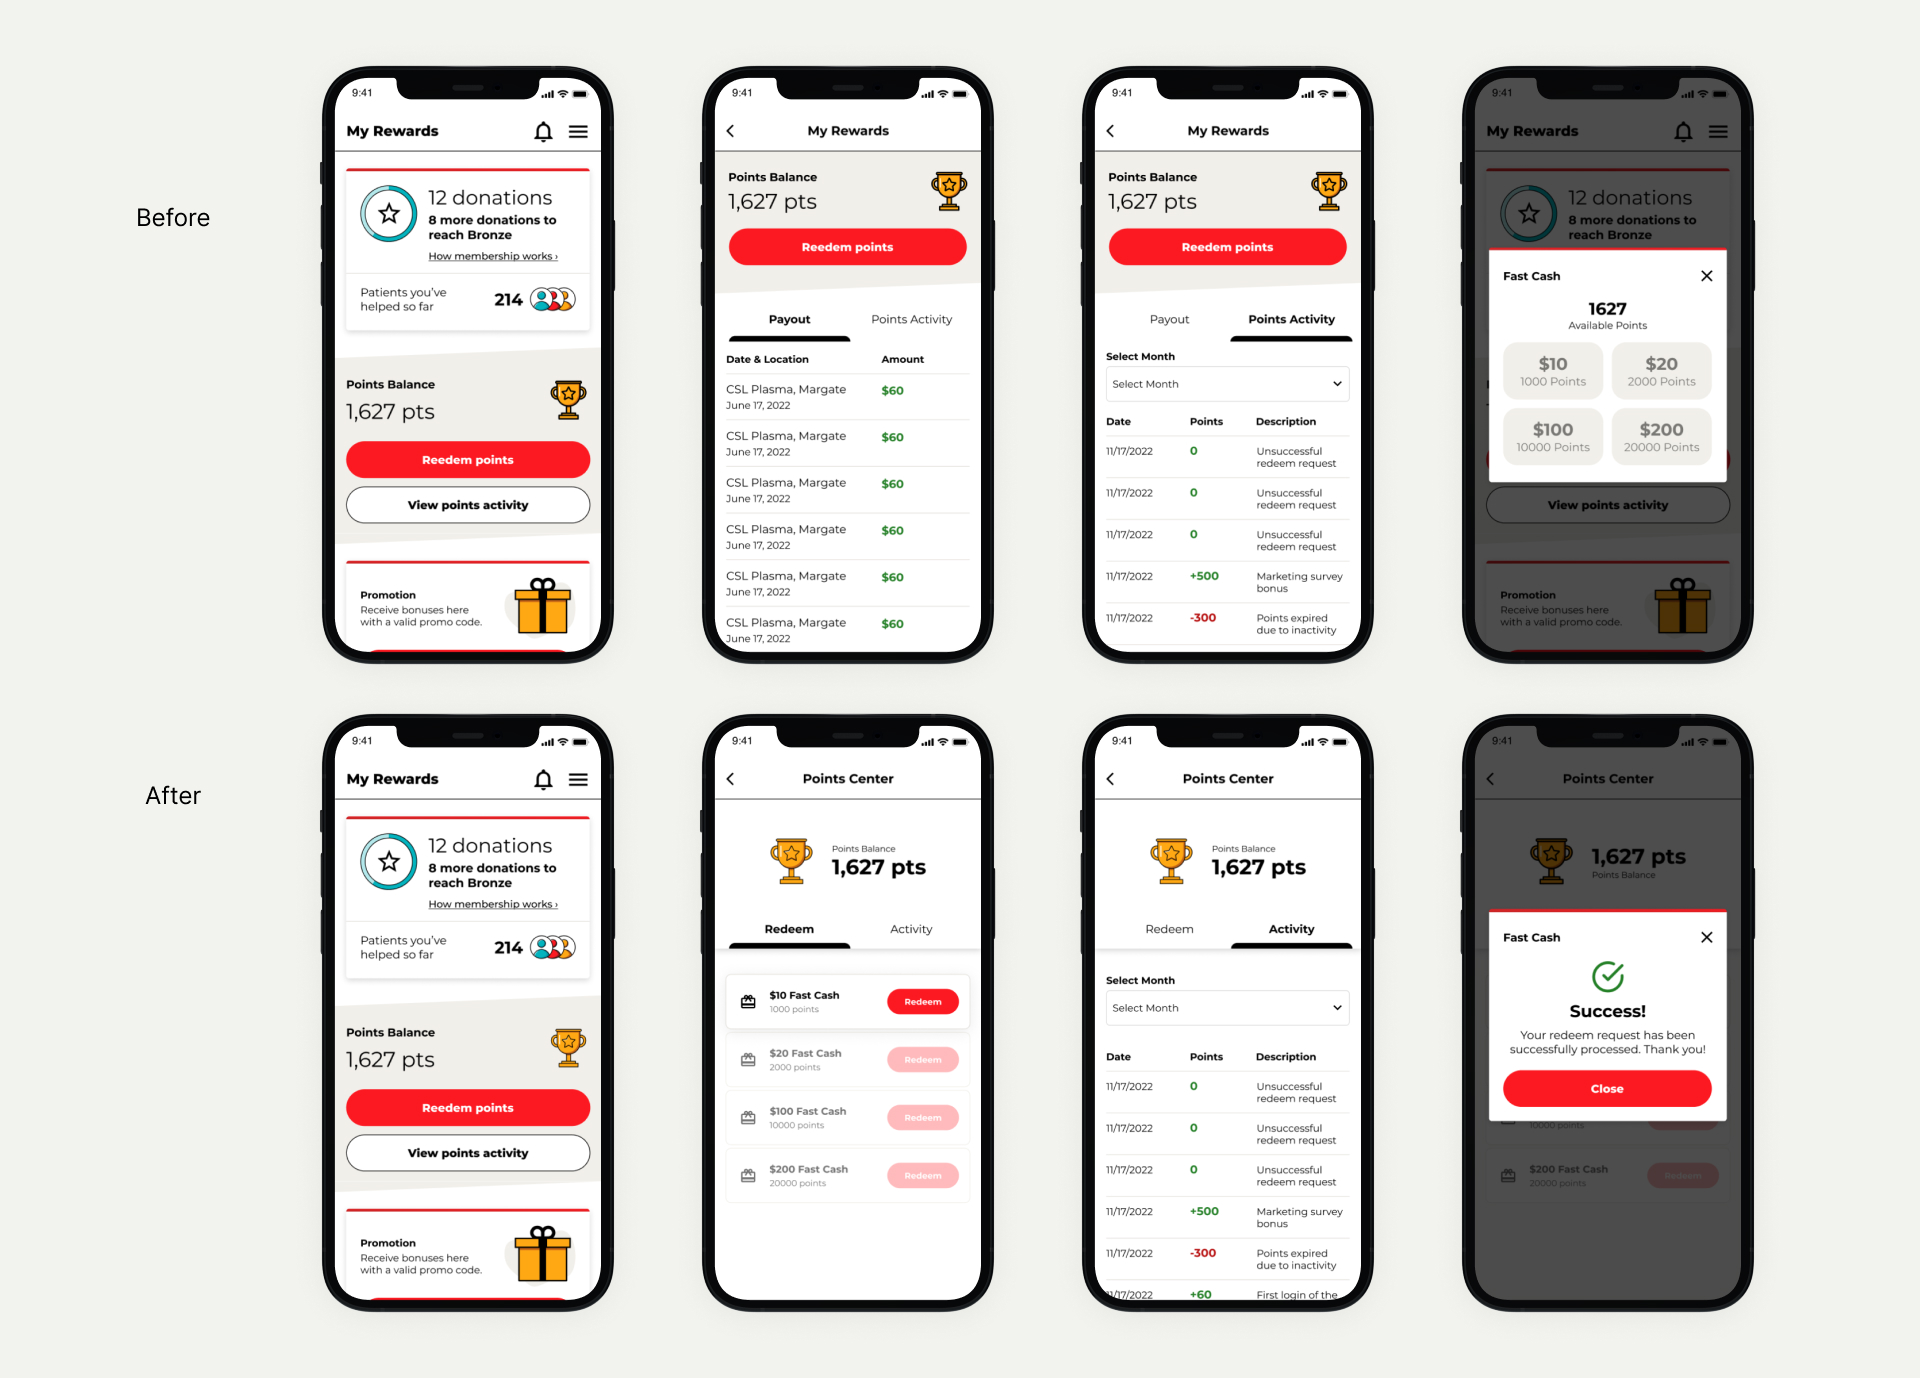 Before
9:41
My Rewards
12 donations
8 more donations to
reach Bronze
How membership works ›
Patients you've
helped so far
214
Points Balance
1,627 pts
Reedem points
View points activity
Promotion
Receive bonuses here
with a valid promo code.
9:41
My Rewards
Points Balance
1,627 pts
Reedem points
Payout Points Activity
Date & Location Amount
CSL Plasma, Margate $60
June 17, 2022
CSL Plasma, Margate $60
June 17, 2022
CSL Plasma, Margate $60
June 17, 2022
CSL Plasma, Margate $60
June 17, 2022
CSL Plasma, Margate $60
June 17, 2022
CSL Plasma, Margate $60
June 17, 2022
9:41
My Rewards
Points Balance
1,627 pts
Reedem points
Payout Points Activity
Select Month
Select Month
Date Points Description
11/17/2022 0 Unsuccessful
redeem request
11/17/2022 0 Unsuccessful
redeem request
11/17/2022 0 Unsuccessful
redeem request
11/17/2022 +500 Marketing survey
bonus
11/17/2022 -300 Points expired
due to inactivity
9:41
My Rewards
12 donations
8 more donations to
reach Bronze
Fast Cash
1627
Available Points
$10 $20
1000 Points 2000 Points
$100 $200
10000 Points 20000 Points
View points activity
Promotion
Receive bonuses here
with a valid promo code.
After
9:41
My Rewards
12 donations
8 more donations to
reach Bronze
How membership works ›
Patients you've
helped so far
214
Points Balance
1,627 pts
Reedem points
View points activity
Promotion
Receive bonuses here
with a valid promo code.
9:41
Points Center
Points Balance
1,627 pts
Redeem Activity
$10 Fast Cash
1000 points
Redeem
$20 Fast Cash
2000 points
Redeem
$100 Fast Cash
10000 points
Redeem
$200 Fast Cash
20000 points
Redeem
9:41
Points Center
Points Balance
1,627 pts
Redeem Activity
Select Month
Select Month
Date Points Description
11/17/2022 0 Unsuccessful
redeem request
11/17/2022 0 Unsuccessful
redeem request
11/17/2022 0 Unsuccessful
redeem request
11/17/2022 +500 Marketing survey
bonus
11/17/2022 -300 Points expired
due to inactivity
11/17/2022 +60 First login of the
9:41
Points Center
1,627 pts
Points Balance
Fast Cash
Success!
Your redeem request has been
successfully processed. Thank you!
Close
10000 points
$200 Fast Cash
20000 points
Redeem